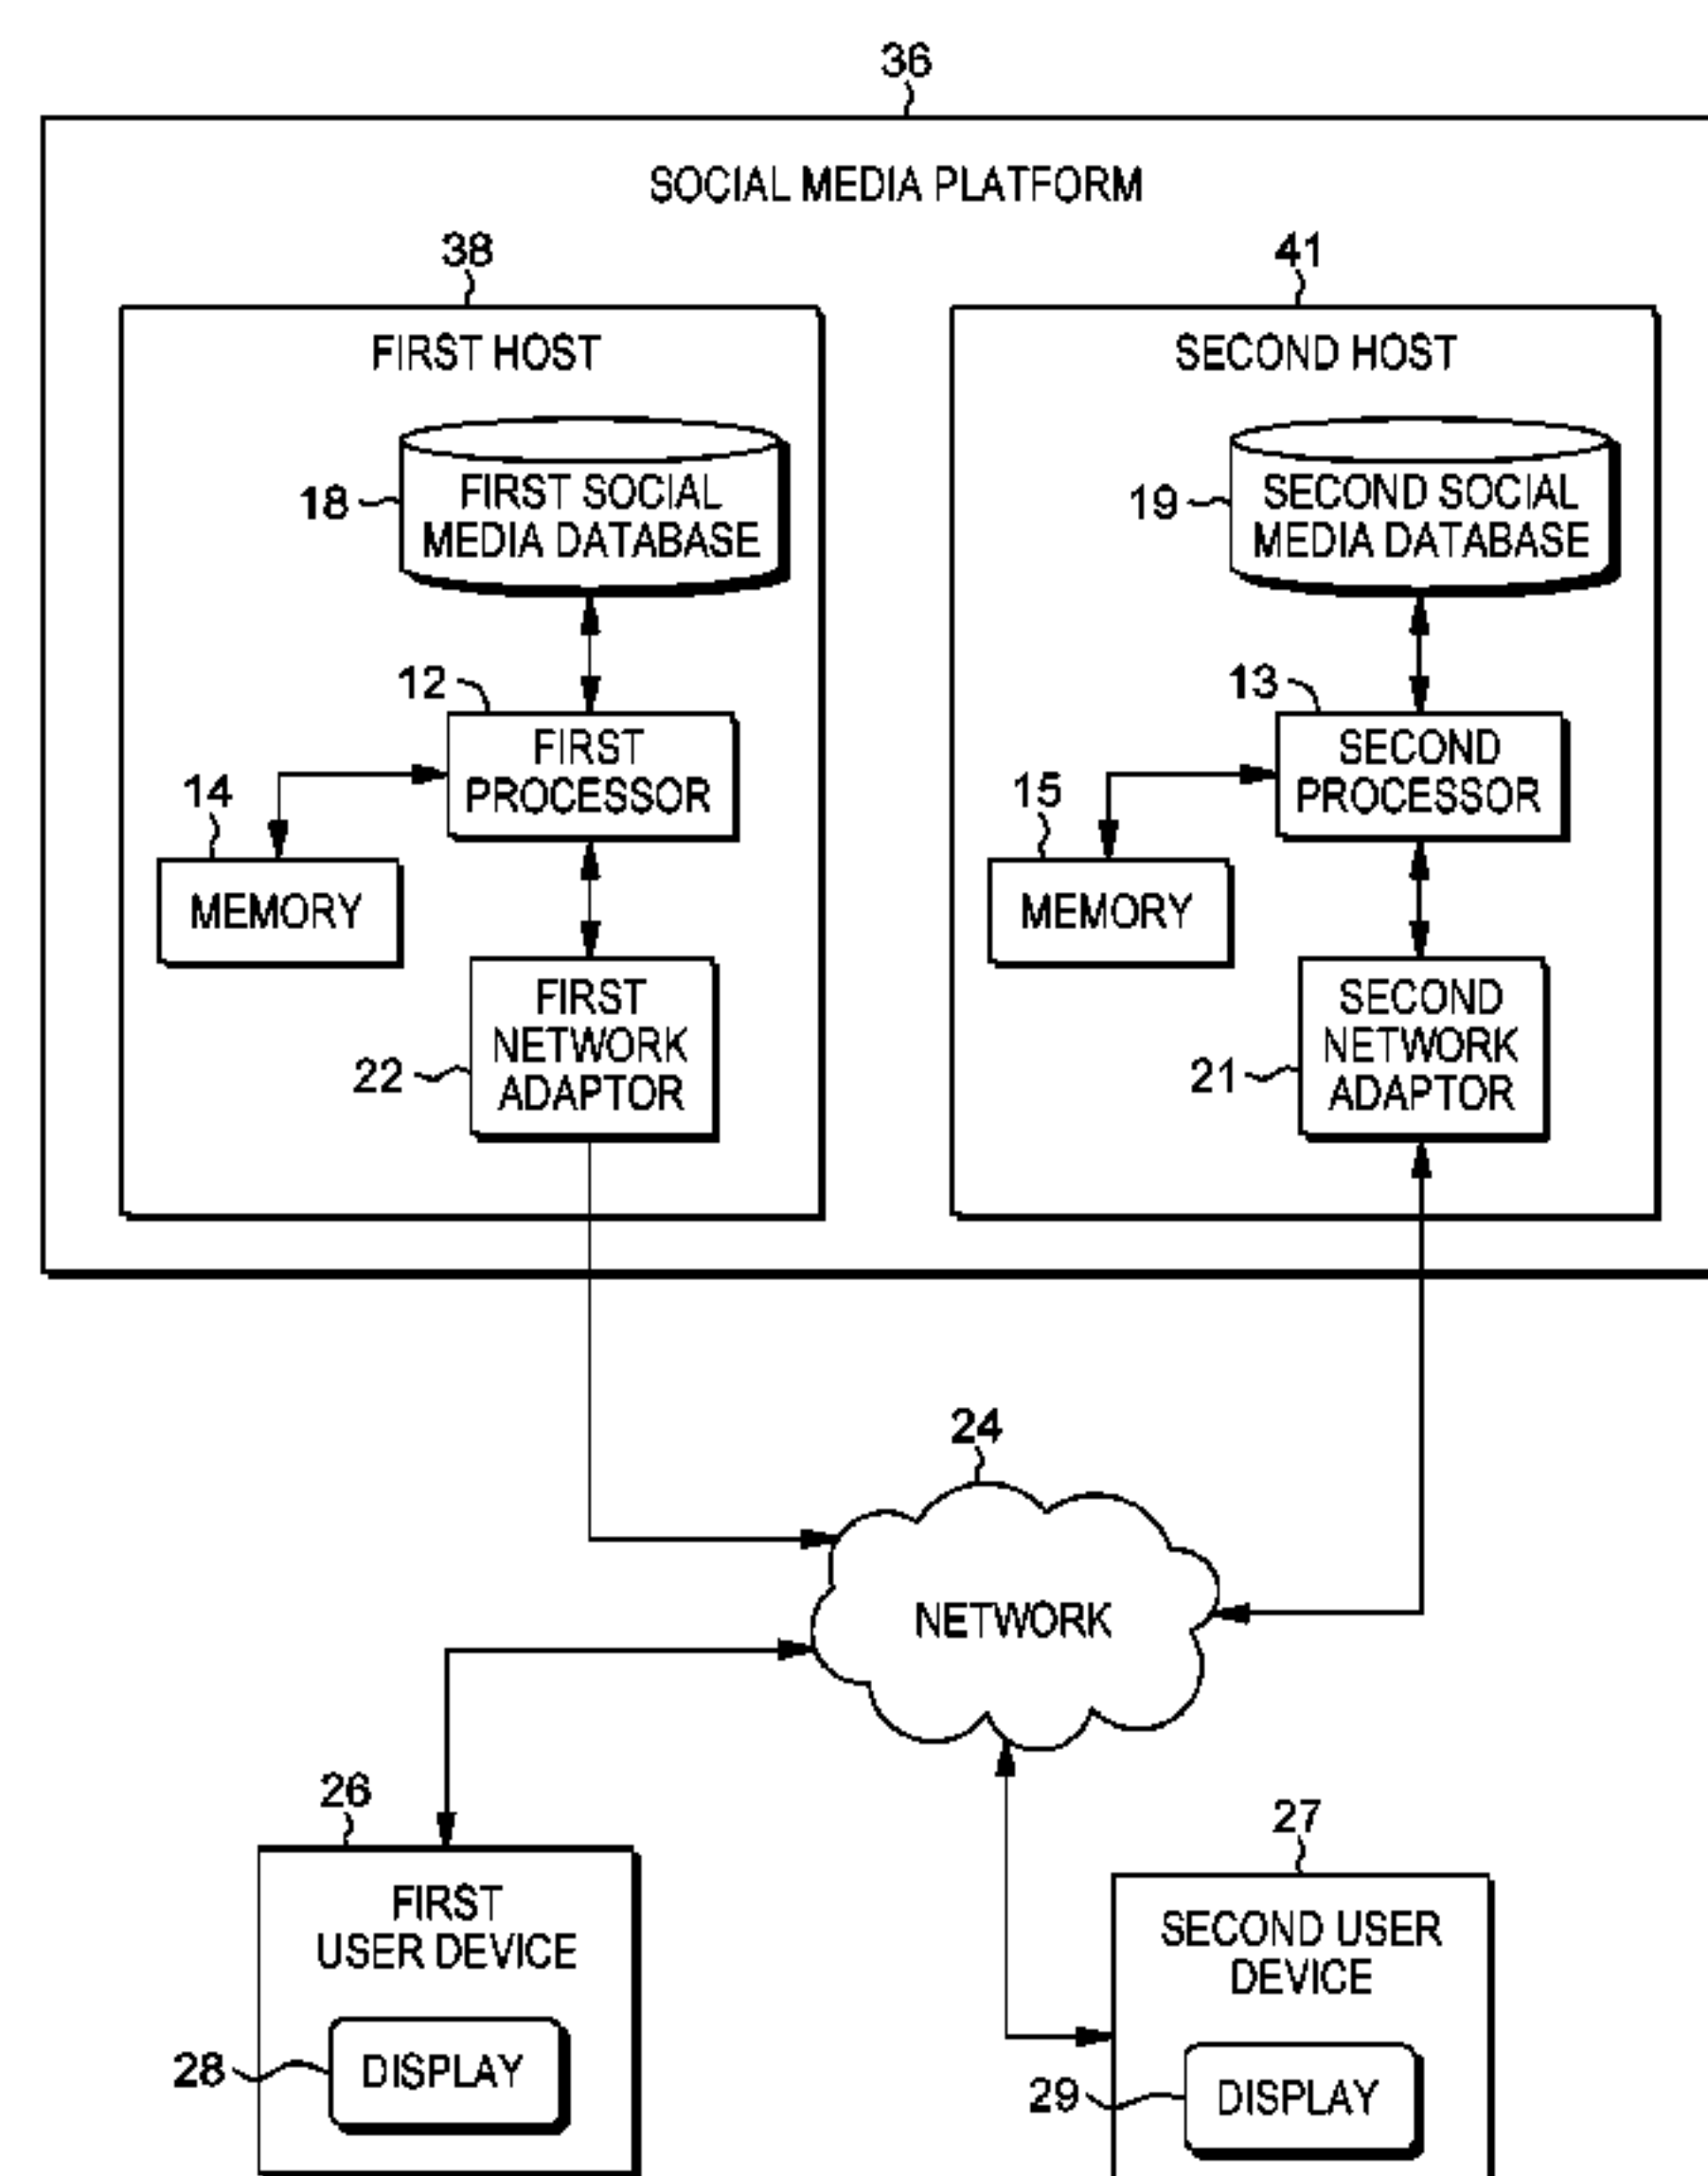 36
SOCIAL MEDIA PLATFORM
38
41
FIRST HOST
SECOND HOST
18
FIRST SOCIAL
MEDIA DATABASE
19
SECOND SOCIAL
MEDIA DATABASE
12
FIRST
PROCESSOR
13
SECOND
PROCESSOR
14
MEMORY
15
MEMORY
22
FIRST
NETWORK
ADAPTOR
21
SECOND
NETWORK
ADAPTOR
24
NETWORK
26
FIRST
USER DEVICE
28
DISPLAY
27
SECOND USER
DEVICE
29
DISPLAY